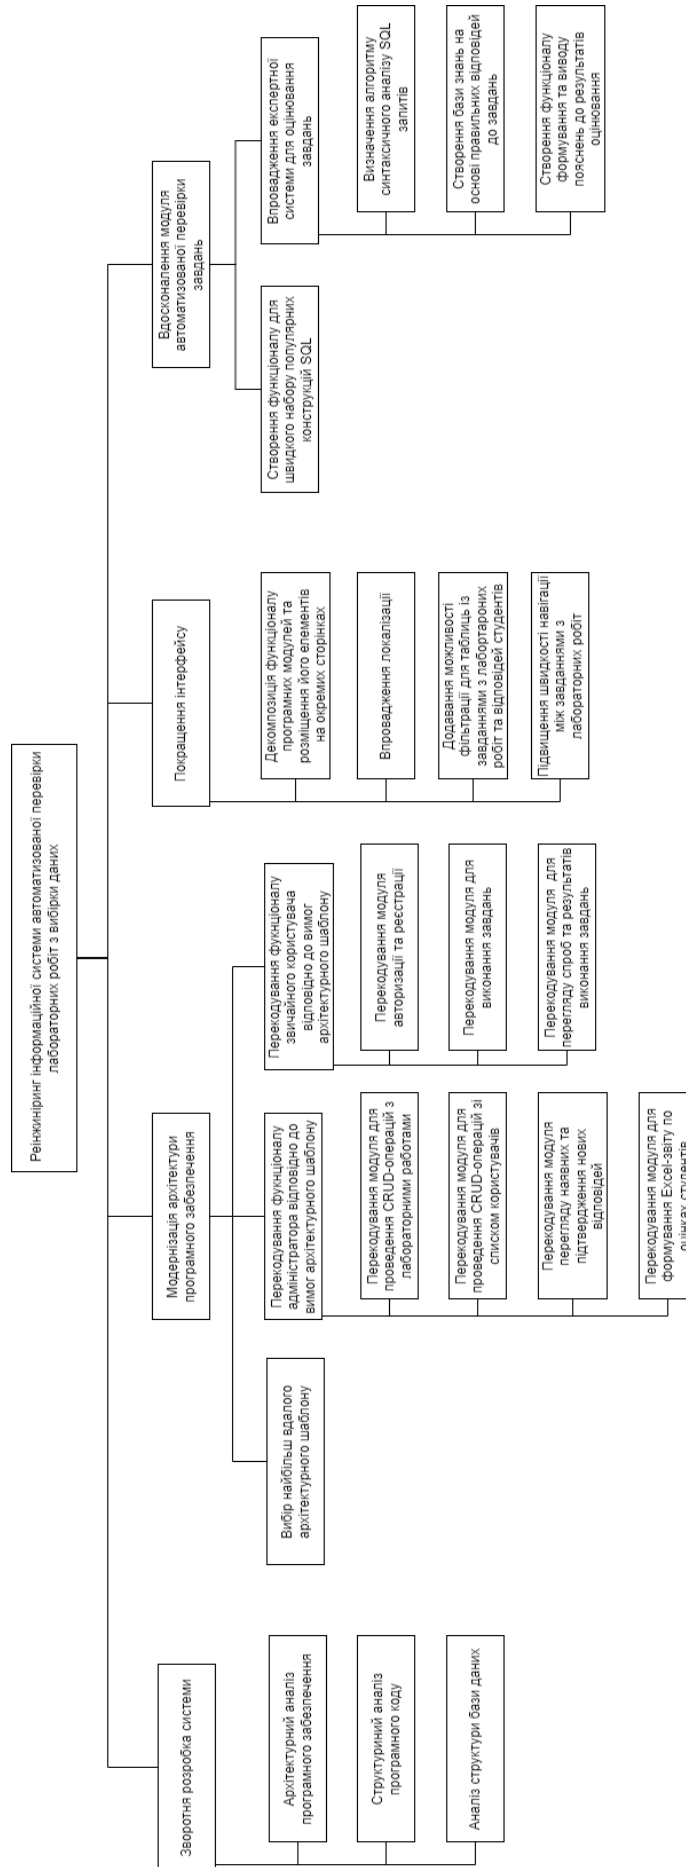 Реінжиніринг інформаційної системи автоматизованої перевірки
лабораторних робіт з вибірки даних
Зворотня розробка системи
Архітектурний аналіз
програмного забезпечення
Структуриний аналіз
програмного коду
Аналіз структури бази даних
Модернізація архітектури
програмного забезпечення
Вибір найбільш вдалого
архітектурного шаблону
Перекодування фукнціоналу
адміністратора відповідно до
вимог архітектурного шаблону
Перекодування модуля для
проведення CRUD-операцій з
лабораторними работами
Перекодування модуля для
проведення CRUD-операцій зі
списком користувачів
Перекодування модуля
перегляду наявних та
підтвердження нових
відповідей
Перекодування модуля для
формування Excel-звіту по
оцінках студентів
Перекодування фукнціоналу
звичайного користувача
відповідно до вимог
архітектурного шаблону
Перекодування модуля
авторизації та реєстрації
Перекодування модуля для
виконання завдань
Перекодування модуля для
перегляду спроб та результатів
виконання завдань
Покращення інтерфейсу
Декомпозиція функціоналу
програмних модулей та
розміщення його елементів
на окремих сторінках
Впровадження локалізації
Додавання можливості
фільтрації для таблиць із
завданнями з лабортароних
робіт та відповідей студентів
Підвищення швидкості навігації
між завданнями з
лабораторних робіт
Вдосконалення модуля
автоматизованої перевірки
завдань
Створення функціоналу для
швидкого набору популярних
конструкцій SQL
Впровадження експертної
системи для оцінювання
завдань
Визначення алгоритму
синтаксичного аналізу SQL
запитів
Створення бази знань на
основі правильних відповідей
до завдань
Створення функціоналу
формування та виводу
пояснень до результатів
оцінювання